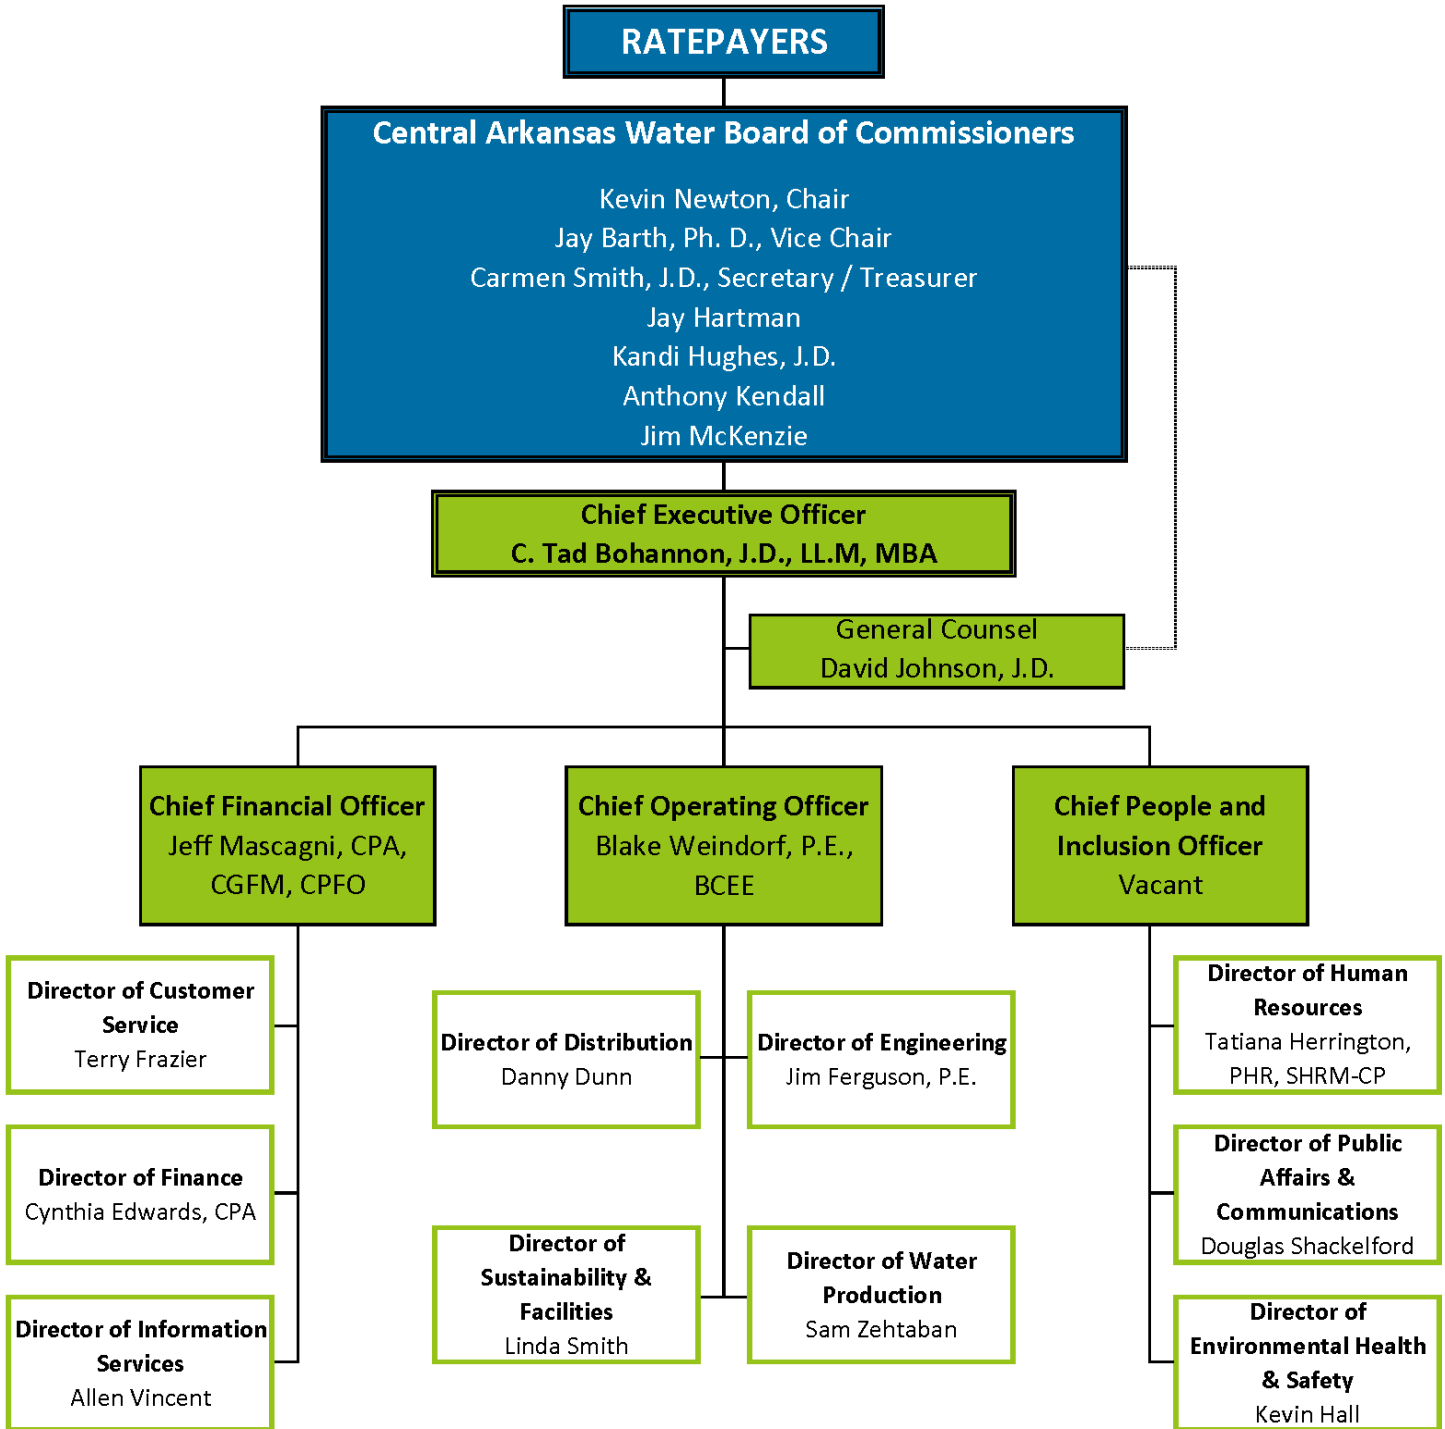 RATEPAYERS
Central Arkansas Water Board of Commissioners
Kevin Newton, Chair
Jay Barth, Ph. D., Vice Chair
Carmen Smith, J.D., Secretary / Treasurer
Jay Hartman
Kandi Hughes, J.D.
Anthony Kendall
Jim McKenzie
Chief Executive Officer
C. Tad Bohannon, J.D., LL.M, MBA
General Counsel
David Johnson, J.D.
Chief Financial Officer
Jeff Mascagni, CPA,
CGFM, CPFO
Chief Operating Officer
Blake Weindorf, P.E.,
BCEE
Chief People and
Inclusion Officer
Vacant
Director of Customer
Service
Terry Frazier
Director of Finance
Cynthia Edwards, CPA
Director of Information
Services
Allen Vincent
Director of Distribution
Danny Dunn
Director of Engineering
Jim Ferguson, P.E.
Director of
Sustainability &
Facilities
Linda Smith
Director of Water
Production
Sam Zehtaban
Director of Human
Resources
Tatiana Herrington,
PHR, SHRM-CP
Director of Public
Affairs &
Communications
Douglas Shackelford
Director of
Environmental Health
& Safety
Kevin Hall